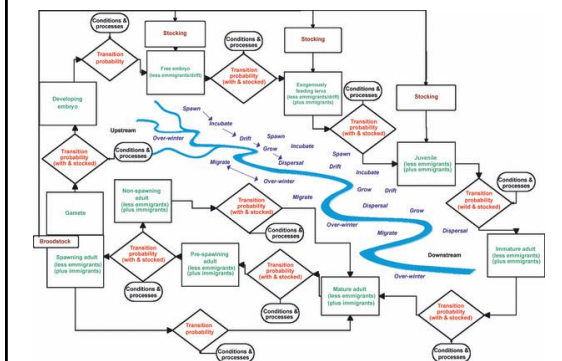 Conditions &
processes
Stocking
Conditions &
processes
Stocking
Transition
probability
Free embryo
(less emmigrants/drift)
Transition
probability
(with & stocked)
Exogenously
feeding larva
(less emmigrants/drift)
(plus immigrants)
Conditions &
processes
Stocking
Developing
embryo
Transition
probability
(with & stocked)
Spawn
Incubate
Drift
Grow
Dispersal
Over-winter
Upstream
Over-winter
Migrate
Spawn
Incubate
Drift
Grow
Dispersal
Migrate
Over-winter
Spawn
Incubate
Drift
Grow
Dispersal
Migrate
Over-winter
Downstream
Conditions &
processes
Transition
probability
(with & stocked)
Juvenile
(less emmigrants)
(plus immigrants)
Conditions &
processes
Transition
probability
(wild & stocked)
Gamete
Broodstock
Non-spawning
adult
(less emmigrants)
(plus immigrants)
Transition
probability
(with & stocked)
Conditions &
processes
Immature adult
(less emmigrants)
(plus immigrants)
Spawning adult
(less emmigrants)
(plus immigrants)
Transition
probability
(with & stocked)
Conditions &
processes
Pre-spawning
adult
(less emmigrants)
(plus immigrants)
Transition
probability
(with & stocked)
Conditions &
processes
Mature adult
(less emmigrants)
(plus immigrants)
Transition
probability
(with & stocked)
Conditions &
processes
Transition
probability
Conditions &
processes